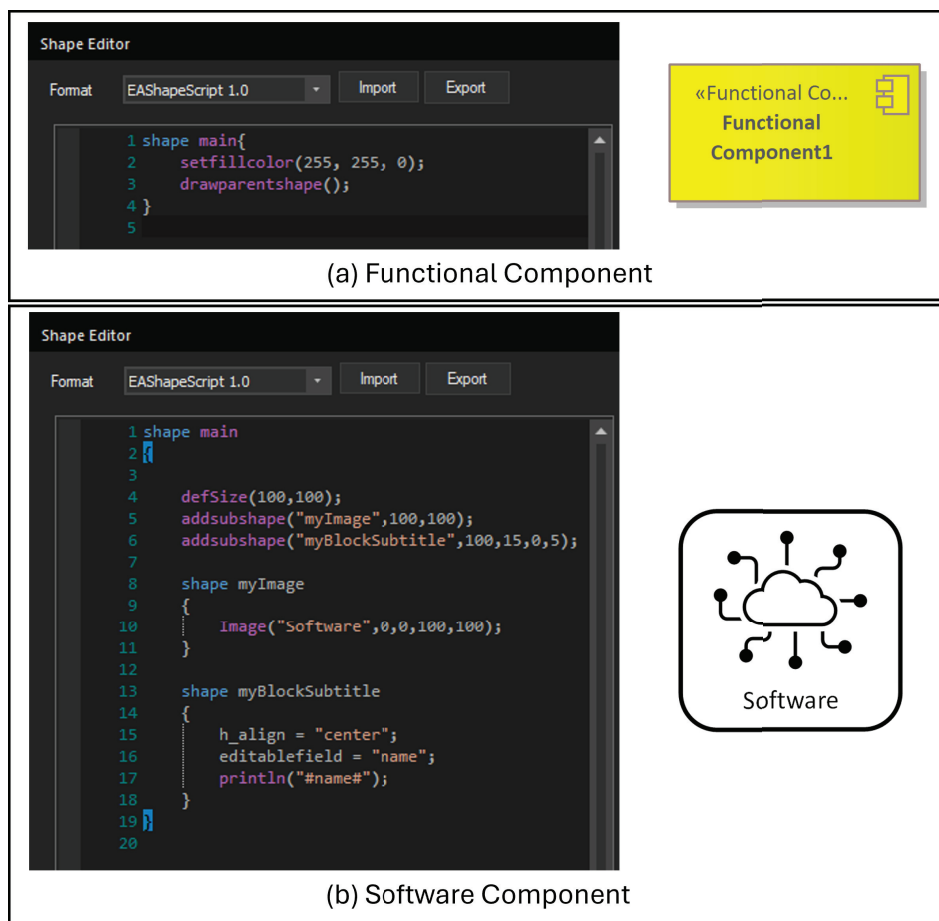 Shape Editor
Format EAShapeScript 1.0 Import Export
1 shape main{
2 setfillcolor(255, 255, 0);
3 drawparentshape();
4 }
5
«Functional Co...
Functional
Component1
(a) Functional Component
Shape Editor
Format EAShapeScript 1.0 Import Export
1 shape main
2 {
3
4 defSize(100,100);
5 addsubshape("myImage",100,100);
6 addsubshape("myBlockSubtitle",100,15,0,5);
7
8 shape myImage
9 {
10 Image("Software",0,0,100,100);
11 }
12
13 shape myBlockSubtitle
14 {
15 h_align = "center";
16 editablefield = "name";
17 println("#name#");
18 }
19 }
20
Software
(b) Software Component